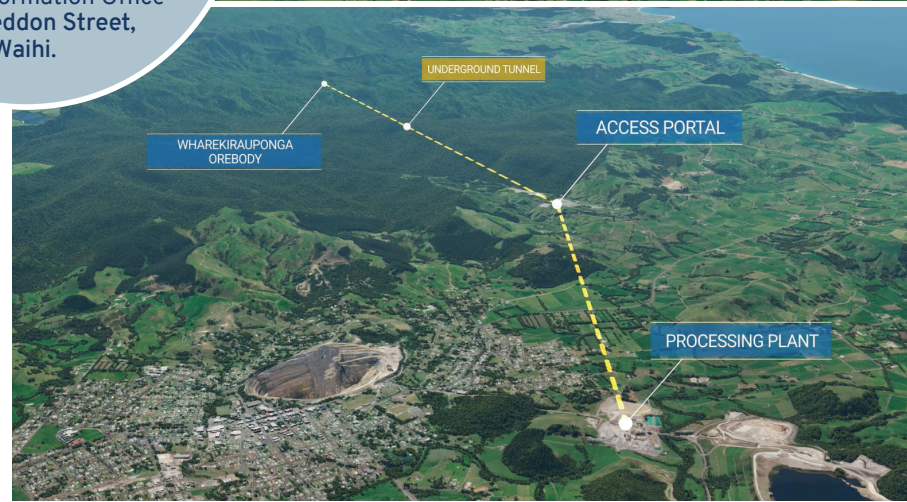 eddon Street,
Waihi.
UNDERGROUND TUNNEL
WHAREKIRAUPONGA
OREBODY
ACCESS PORTAL
PROCESSING PLANT